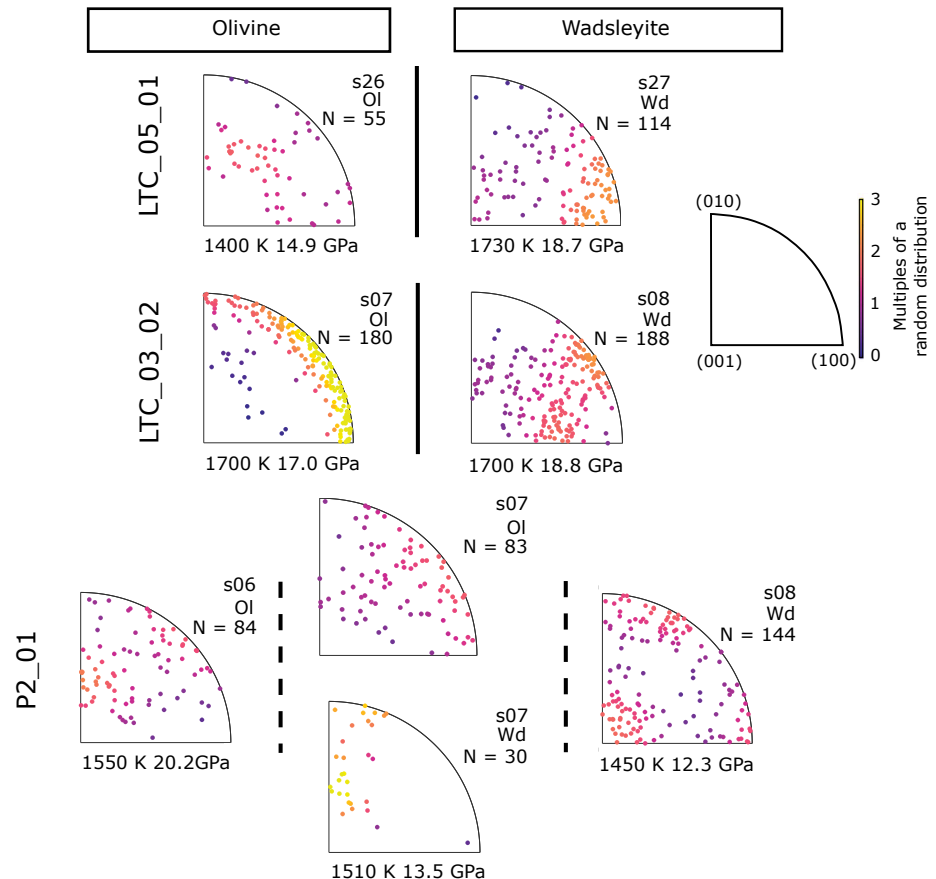 Olivine
Wadsleyite
LTC_05_01
s26
Ol
N = 55
1400 K 14.9 GPa
s27
Wd
N = 114
1730 K 18.7 GPa
(010)
(001)
(100)
3
2
1
0
Multiples of a
random distribution
LTC_03_02
s07
Ol
N = 180
1700 K 17.0 GPa
s08
Wd
N = 188
1700 K 18.8 GPa
P2_01
s06
Ol
N = 84
1550 K 20.2GPa
s07
Ol
N = 83
s07
Wd
N = 30
1510 K 13.5 GPa
s08
Wd
N = 144
1450 K 12.3 GPa